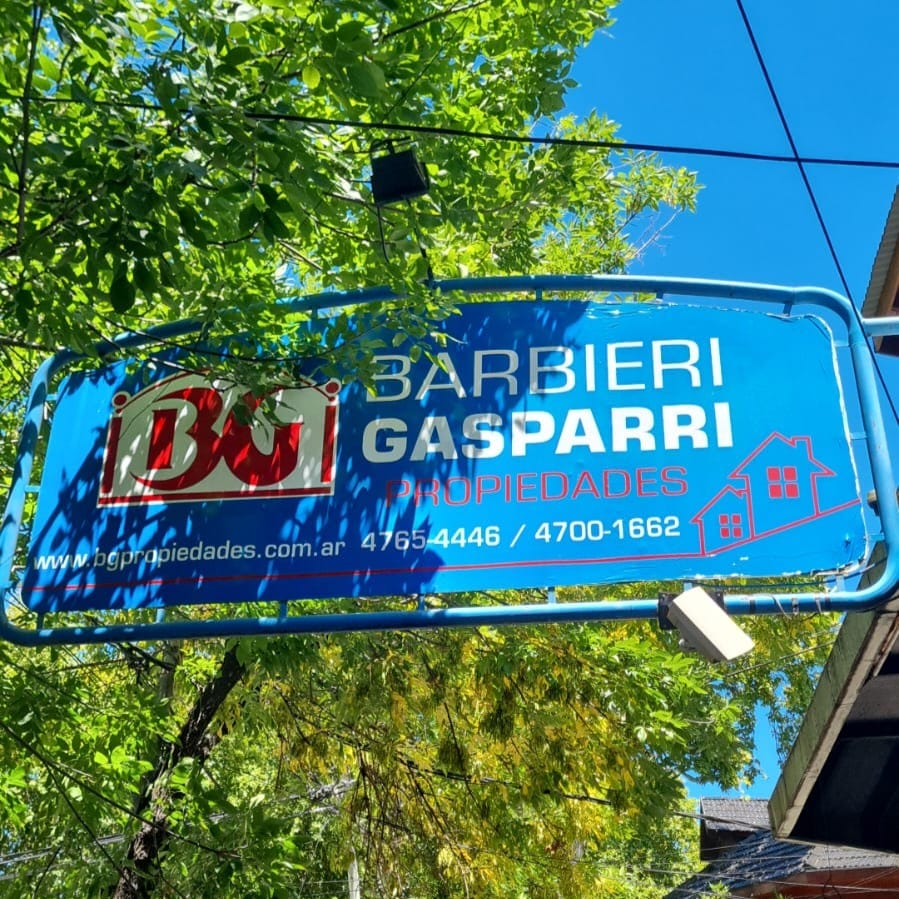 BG
BARBIERI
GASPARRI
PROPIEDADES
www.bgpropiedades.com.ar 4765-4446 / 4700-1662